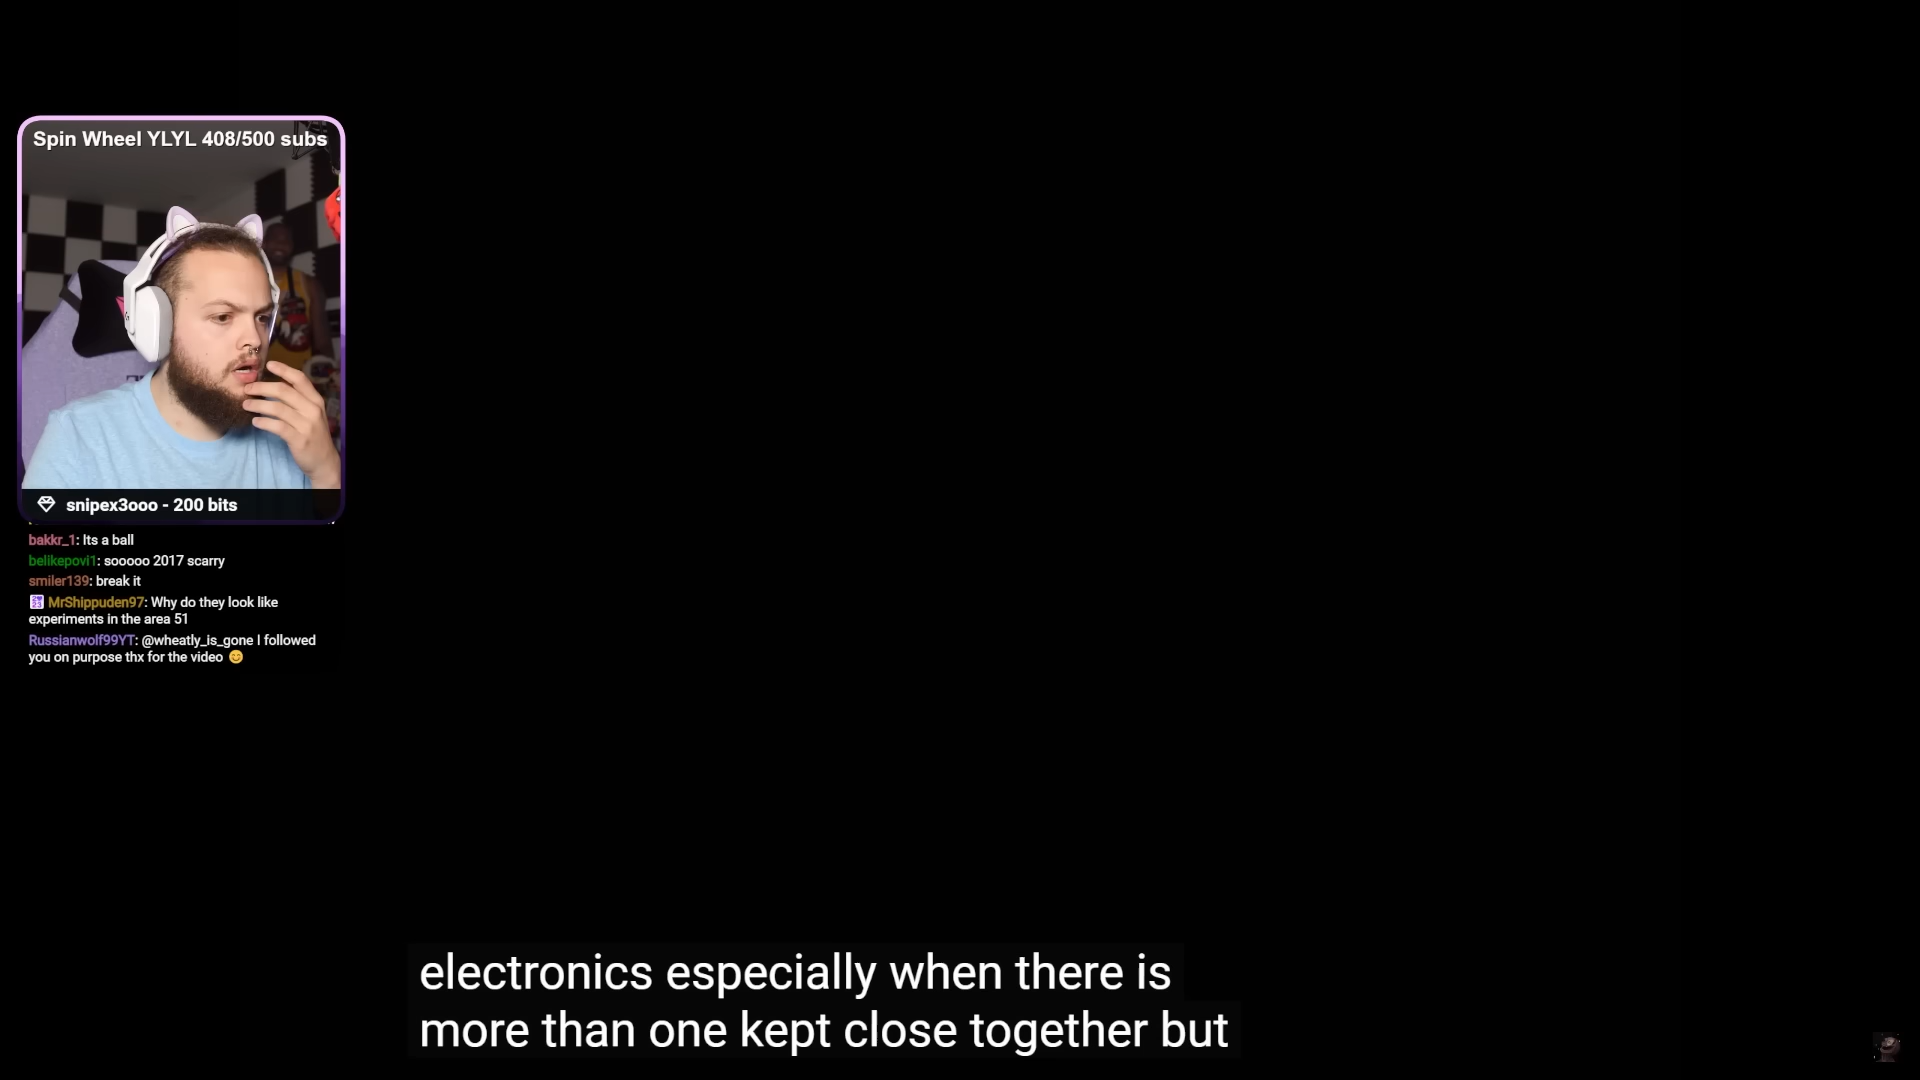 Spin Wheel YLYL 408/500 subs
snipex3ooo - 200 bits
bakkr_1: Its a ball
belikepovi1: sooooo 2017 scarry
smiler139: break it
MrShippuden97: Why do they look like
experiments in the area 51
Russianwolf99YT: @wheatly_is_gone I followed
you on purpose thx for the video 😊
electronics especially when there is
more than one kept close together but